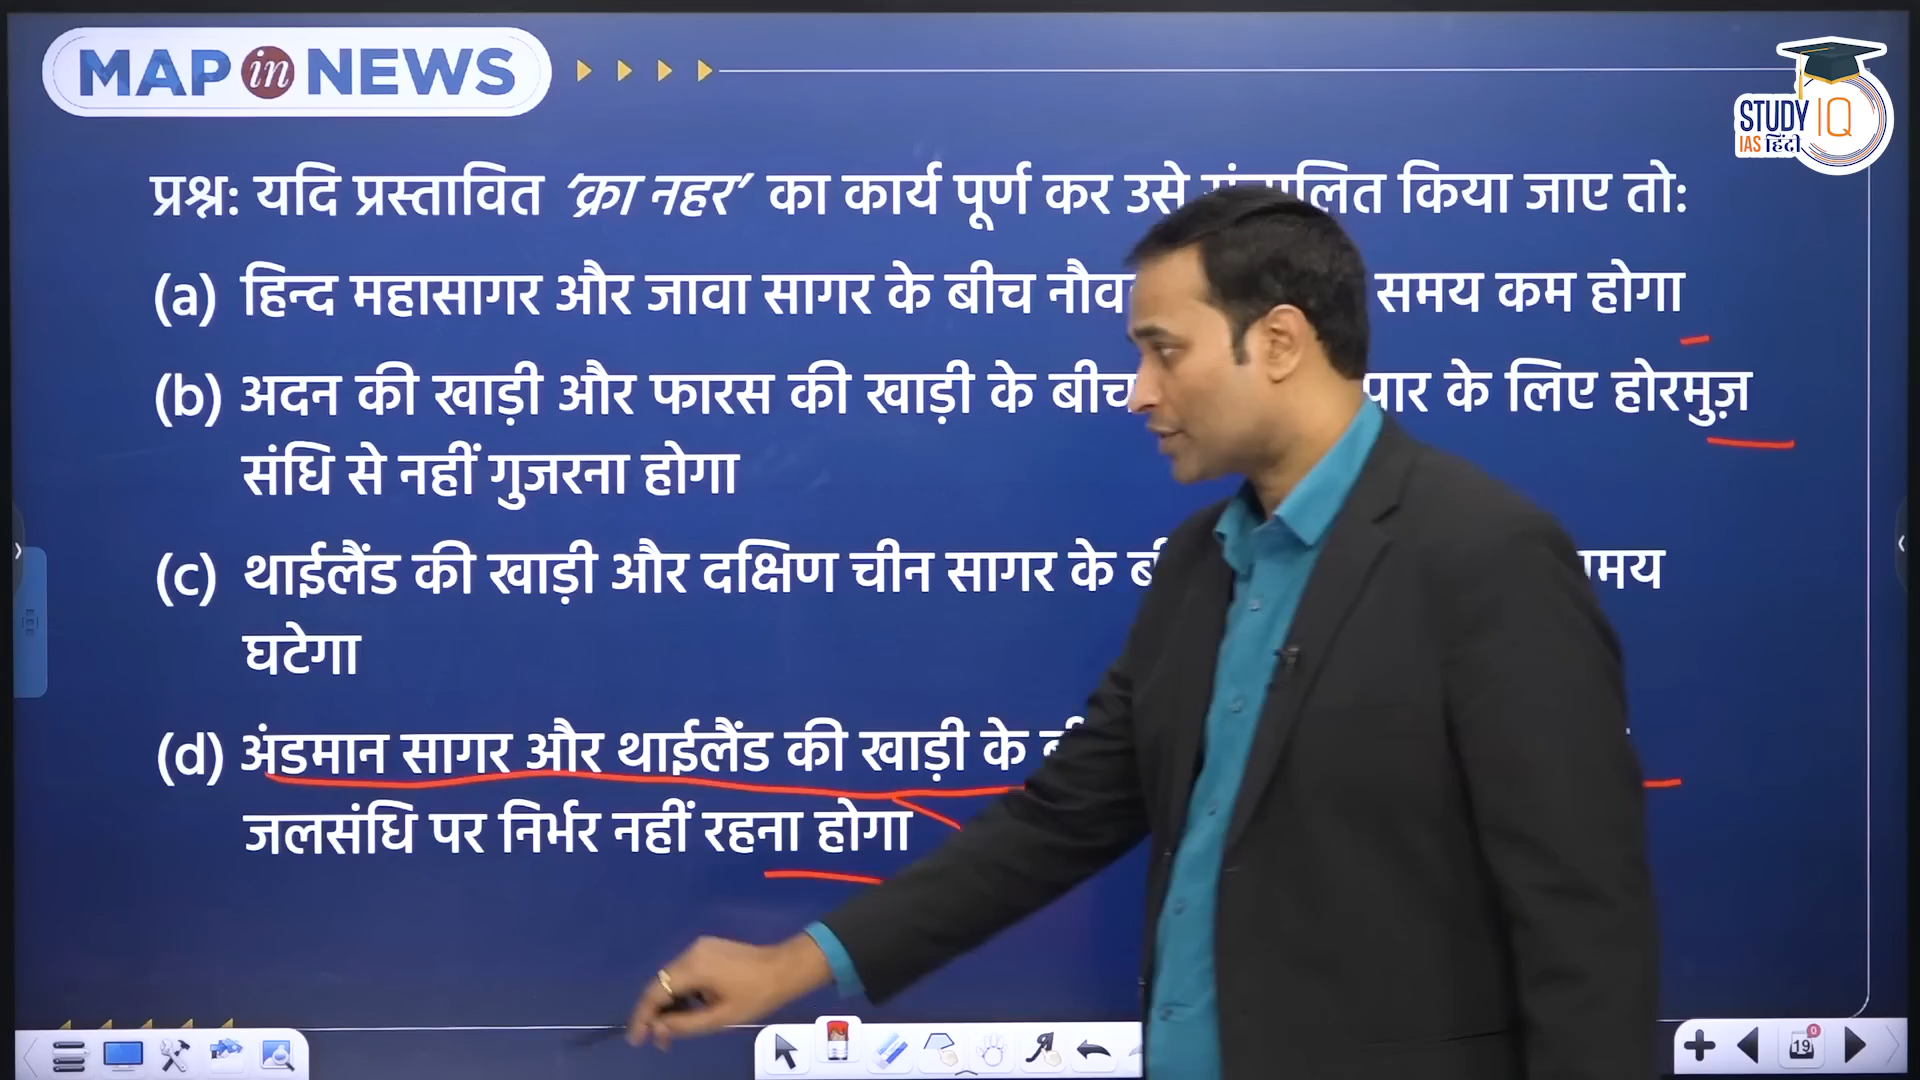 MAP in NEWS
STUDY IQ
IAS हिंदी
प्रश्न: यदि प्रस्तावित ‘क्रा नहर’ का कार्य पूर्ण कर उसे किया जाए तो:
(a) हिन्द महासागर और जावा सागर के बीच समय कम होगा
(b) अदन की खाड़ी और फारस की खाड़ी के बीच के लिए होरमुज़
संधि से नहीं गुजरना होगा
(c) थाईलैंड की खाड़ी और दक्षिण चीन सागर के
घटेगा
(d) अंडमान सागर और थाईलैंड की खाड़ी के
जलसंधि पर निर्भर नहीं रहना होगा
19
0